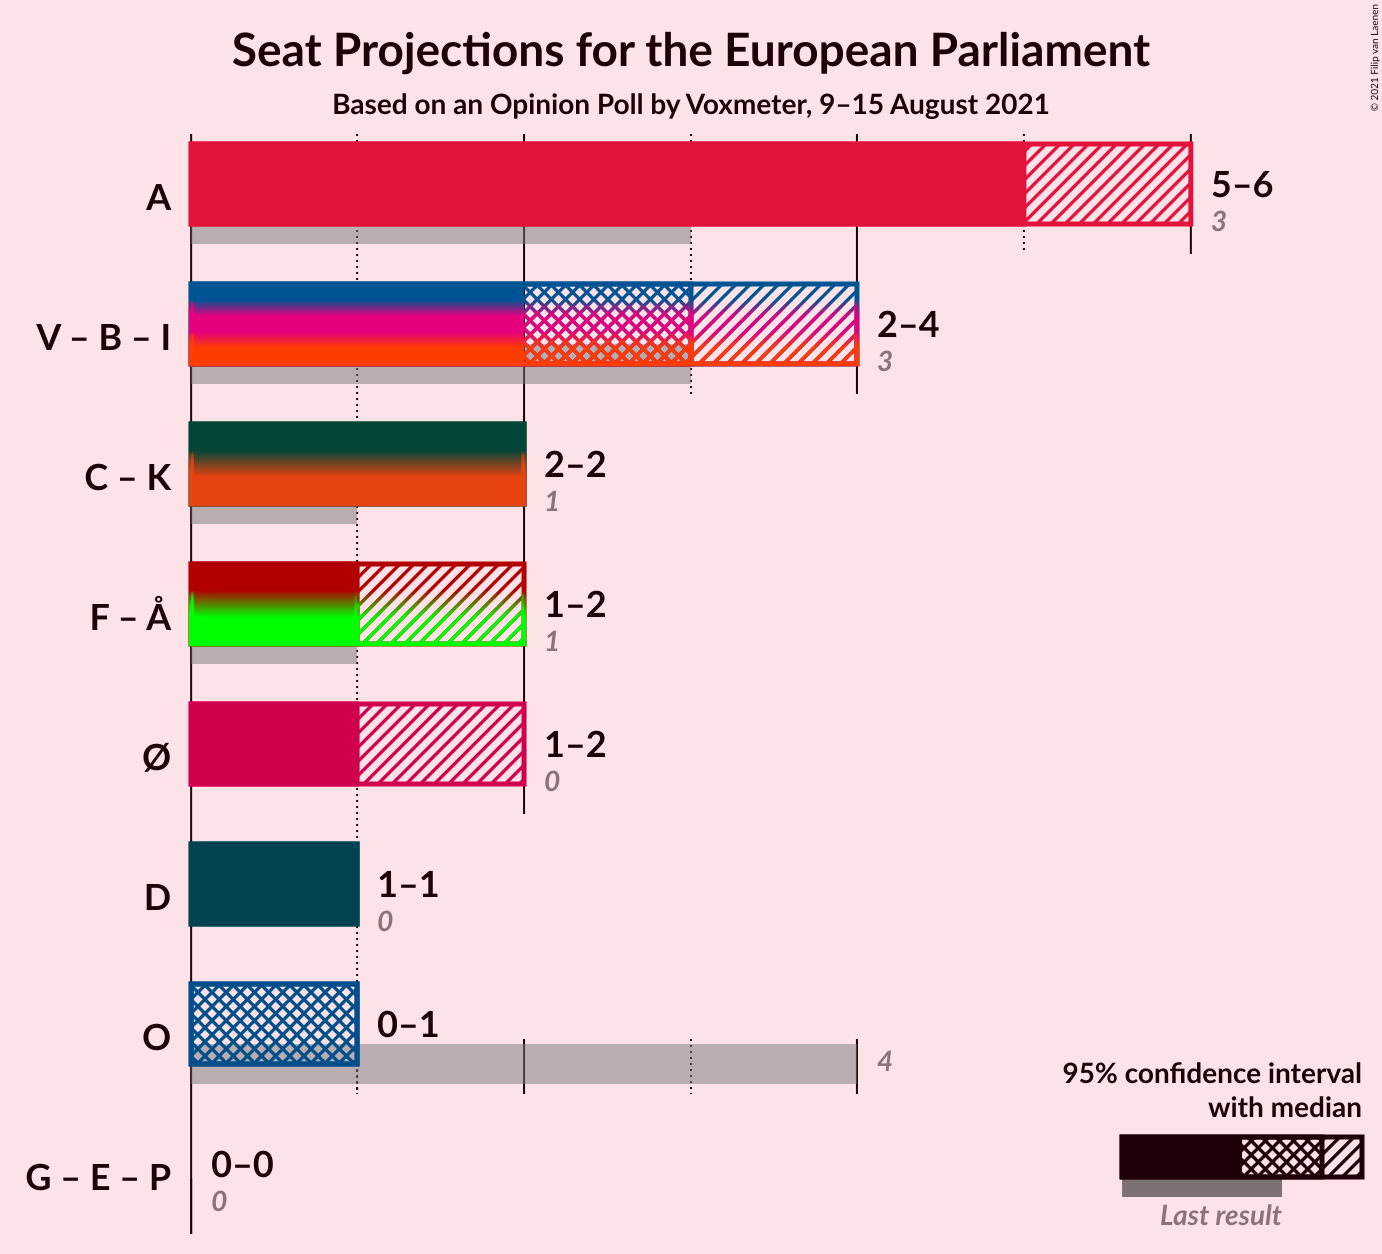 Seat Projections for the European Parliament
Based on an Opinion Poll by Voxmeter, 9–15 August 2021
© 2021 Filip van Laenen
A
5–6
3
V – B – I
2–4
3
C – K
2–2
1
F – Å
1–2
1
Ø
1–2
0
D
1–1
0
O
0–1
4
G – E – P
0–0
0
95% confidence interval
with median
Last result